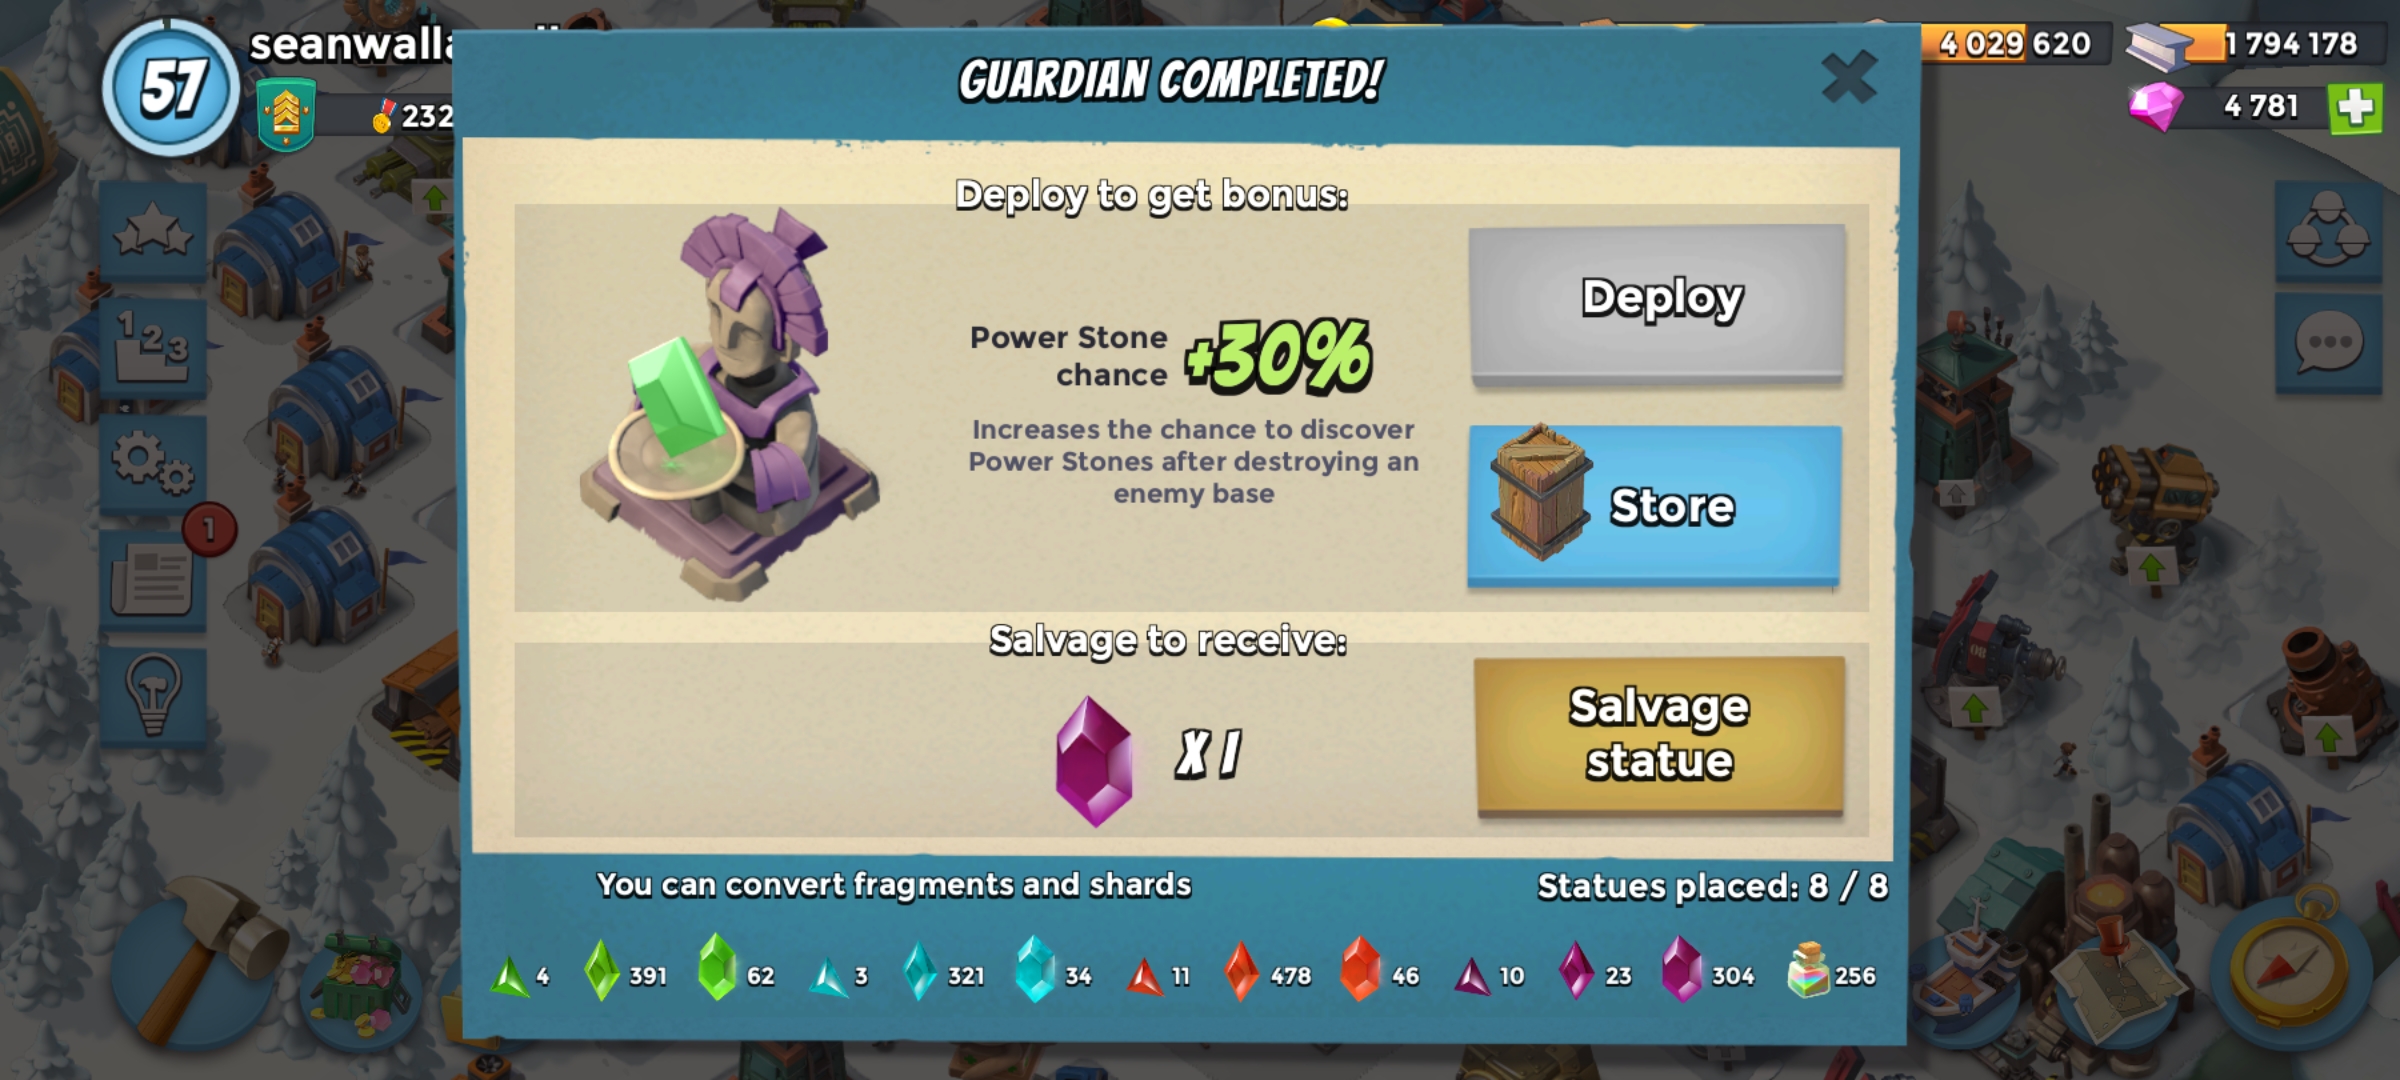 57
seanwall
232
4 029 620
1 794 178
4 781
GUARDIAN COMPLETED!
Deploy to get bonus:
Power Stone
chance
+30%
Increases the chance to discover
Power Stones after destroying an
enemy base
Deploy
Store
1 2 3
1
Salvage to receive:
X 1
Salvage
statue
You can convert fragments and shards
Statues placed: 8 / 8
4 391 62 3 321 34 11 478 46 10 23 304 256